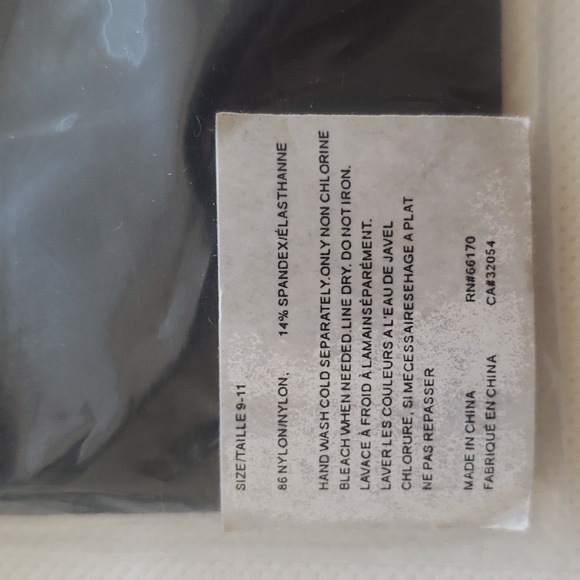 SIZE/TAILLE 9-11
86 NYLON/NYLON, 14% SPANDEX/ÉLASTHANNE
HAND WASH COLD SEPARATELY.ONLY NON CHLORINE
BLEACH WHEN NEEDED.LINE DRY. DO NOT IRON.
LAVACE À FROID À LAMAINSÉPARÉMENT.
LAVER LES COULEURS A L'EAU DE JAVEL
CHLORURE, SI MECESSAIRESEHAGE A PLAT
NE PAS REPASSER
MADE IN CHINA RN#66170
FABRIQUÉ EN CHINA CA#32054